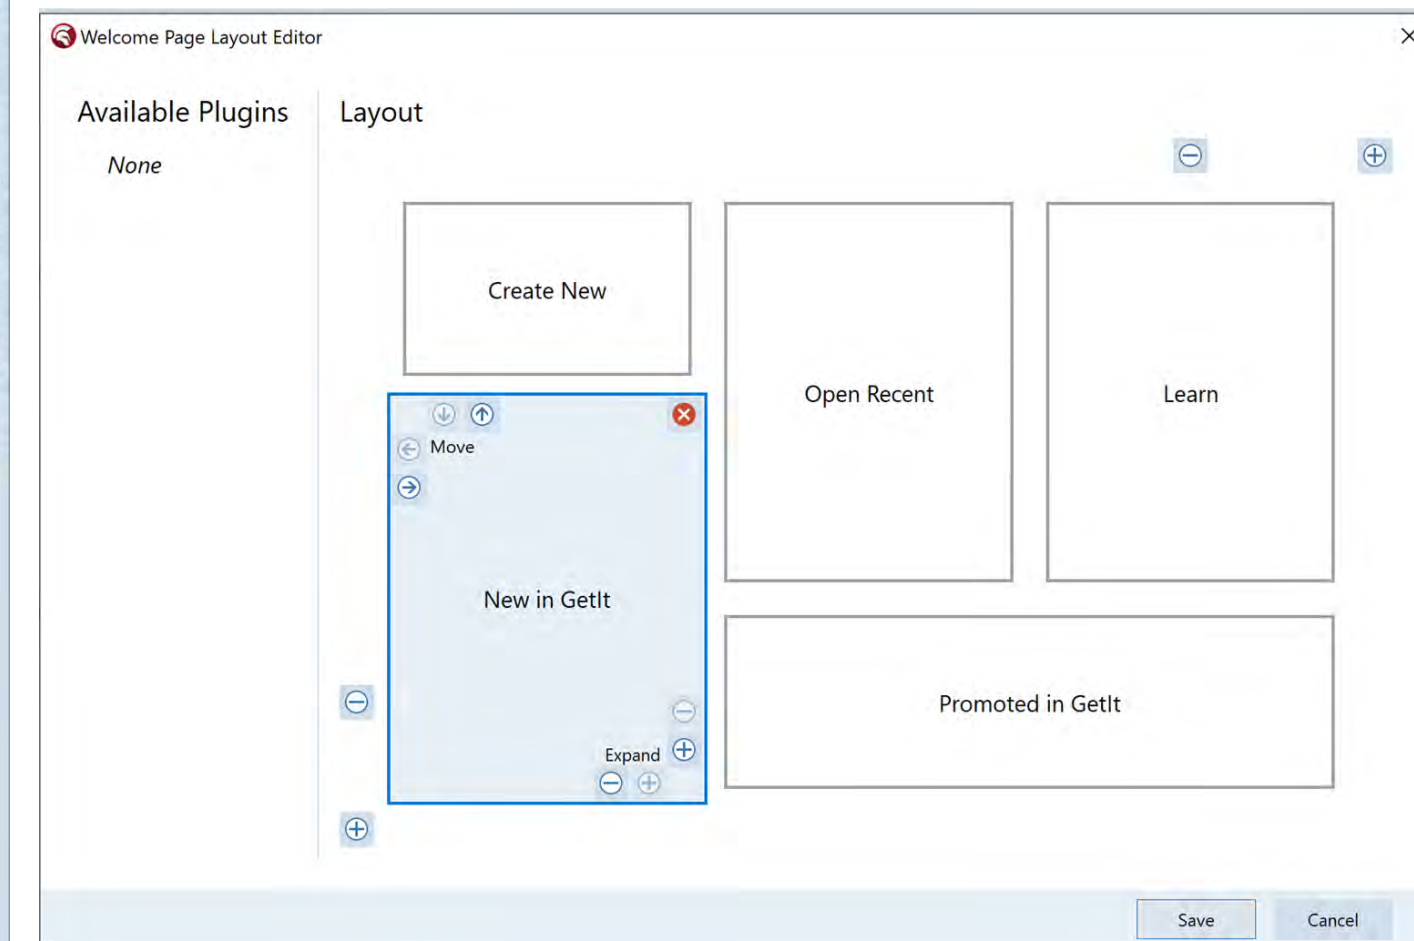 Welcome Page Layout Editor
Available Plugins
None
Layout
Create New
Open Recent
Learn
Move
New in GetIt
Expand
Promoted in GetIt
Save
Cancel